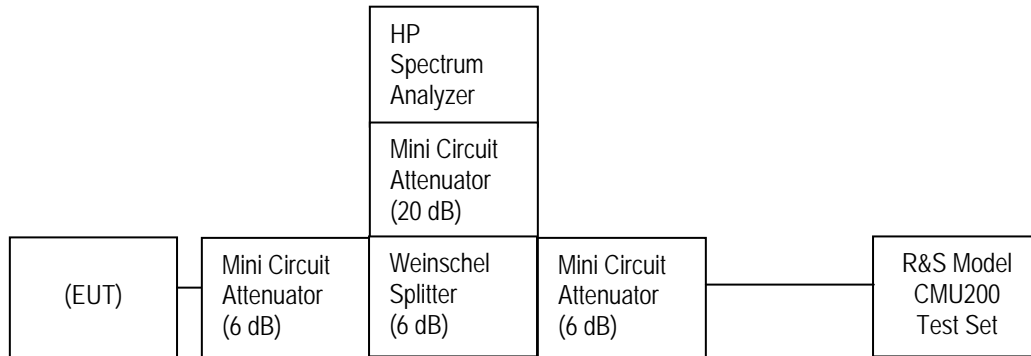 HP
Spectrum
Analyzer
Mini Circuit
Attenuator
(20 dB)
(EUT)
Mini Circuit
Attenuator
(6 dB)
Weinschel
Splitter
(6 dB)
Mini Circuit
Attenuator
(6 dB)
R&S Model
CMU200
Test Set